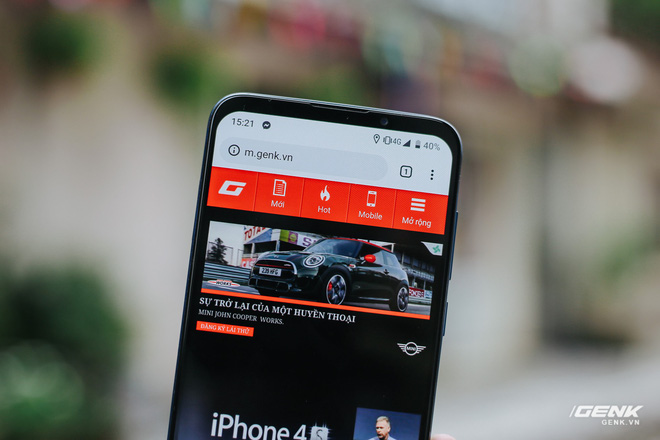 15:21
4G 40%
m.genk.vn
1
Mới
Hot
Mobile
Mở rộng
SỰ TRỞ LẠI CỦA MỘT HUYỀN THOẠI
MINI JOHN COOPER WORKS.
ĐĂNG KÝ LÁI THỬ
MINI
iPhone 4S
GENK
GENK.VN